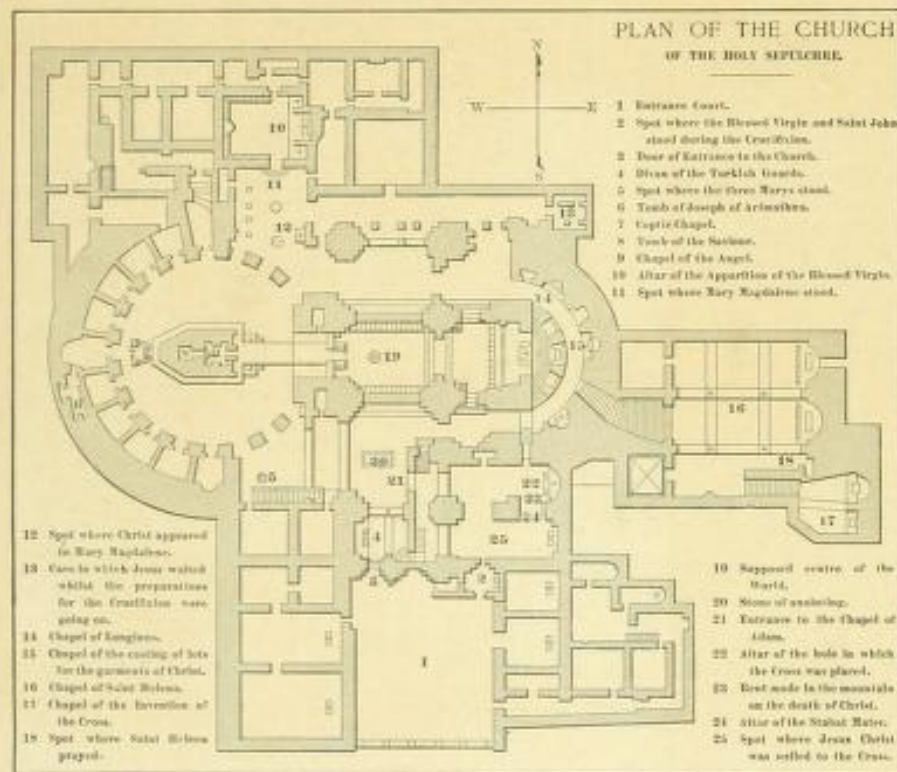 PLAN OF THE CHURCH
OF THE HOLY SEPULCHRE.
N
W
E
S
1 Entrance Court.
2 Spot where the Blessed Virgin and Saint John
stood during the Crucifixion.
3 Door of Entrance to the Church.
4 Divan of the Turkish Guards.
5 Spot where the three Marys stood.
6 Tomb of Joseph of Arimathea.
7 Coptic Chapel.
8 Tomb of the Saviour.
9 Chapel of the Angel.
10 Altar of the Apparition of the Blessed Virgin.
11 Spot where Mary Magdalene stood.
10
11
12
13
14
15
19
16
18
17
5
20
21
22
23
24
25
4
3
2
1
12 Spot where Christ appeared
to Mary Magdalene.
13 Cave in which Jesus waited
whilst the preparations
for the Crucifixion were
going on.
14 Chapel of Longinus.
15 Chapel of the casting of lots
for the garments of Christ.
16 Chapel of Saint Helena.
17 Chapel of the Invention of
the Cross.
18 Spot where Saint Helena
prayed.
19 Supposed centre of the
World.
20 Stone of anointing.
21 Entrance to the Chapel of
Adam.
22 Altar of the hole in which
the Cross was placed.
23 Rent made in the mountain
on the death of Christ.
24 Altar of the Stabat Mater.
25 Spot where Jesus Christ
was nailed to the Cross.